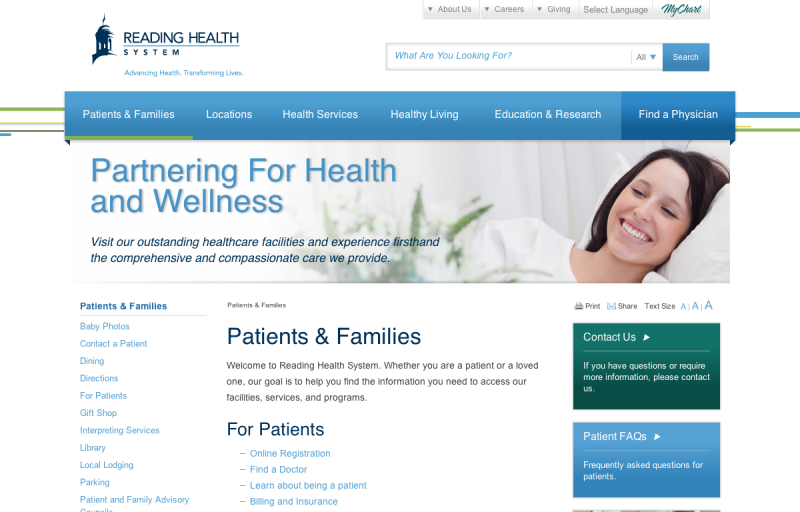 About Us
Careers
Giving
Select Language
MyChart
READING HEALTH
SYSTEM
Advancing Health. Transforming Lives.
What Are You Looking For?
All
Search
Patients & Families
Locations
Health Services
Healthy Living
Education & Research
Find a Physician
Partnering For Health
and Wellness
Visit our outstanding healthcare facilities and experience firsthand
the comprehensive and compassionate care we provide.
Patients & Families
Baby Photos
Contact a Patient
Dining
Directions
For Patients
Gift Shop
Interpreting Services
Library
Local Lodging
Parking
Patient and Family Advisory
Councils
Patients & Families
Print
Share
Text Size
A | A | A
Patients & Families
Welcome to Reading Health System. Whether you are a patient or a loved
one, our goal is to help you find the information you need to access our
facilities, services, and programs.
For Patients
– Online Registration
– Find a Doctor
– Learn about being a patient
– Billing and Insurance
Contact Us
If you have questions or require
more information, please contact
us.
Patient FAQs
Frequently asked questions for
patients.